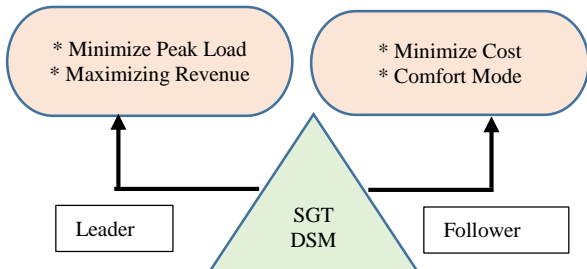 * Minimize Peak Load
* Maximizing Revenue
* Minimize Cost
* Comfort Mode
Leader
SGT
DSM
Follower